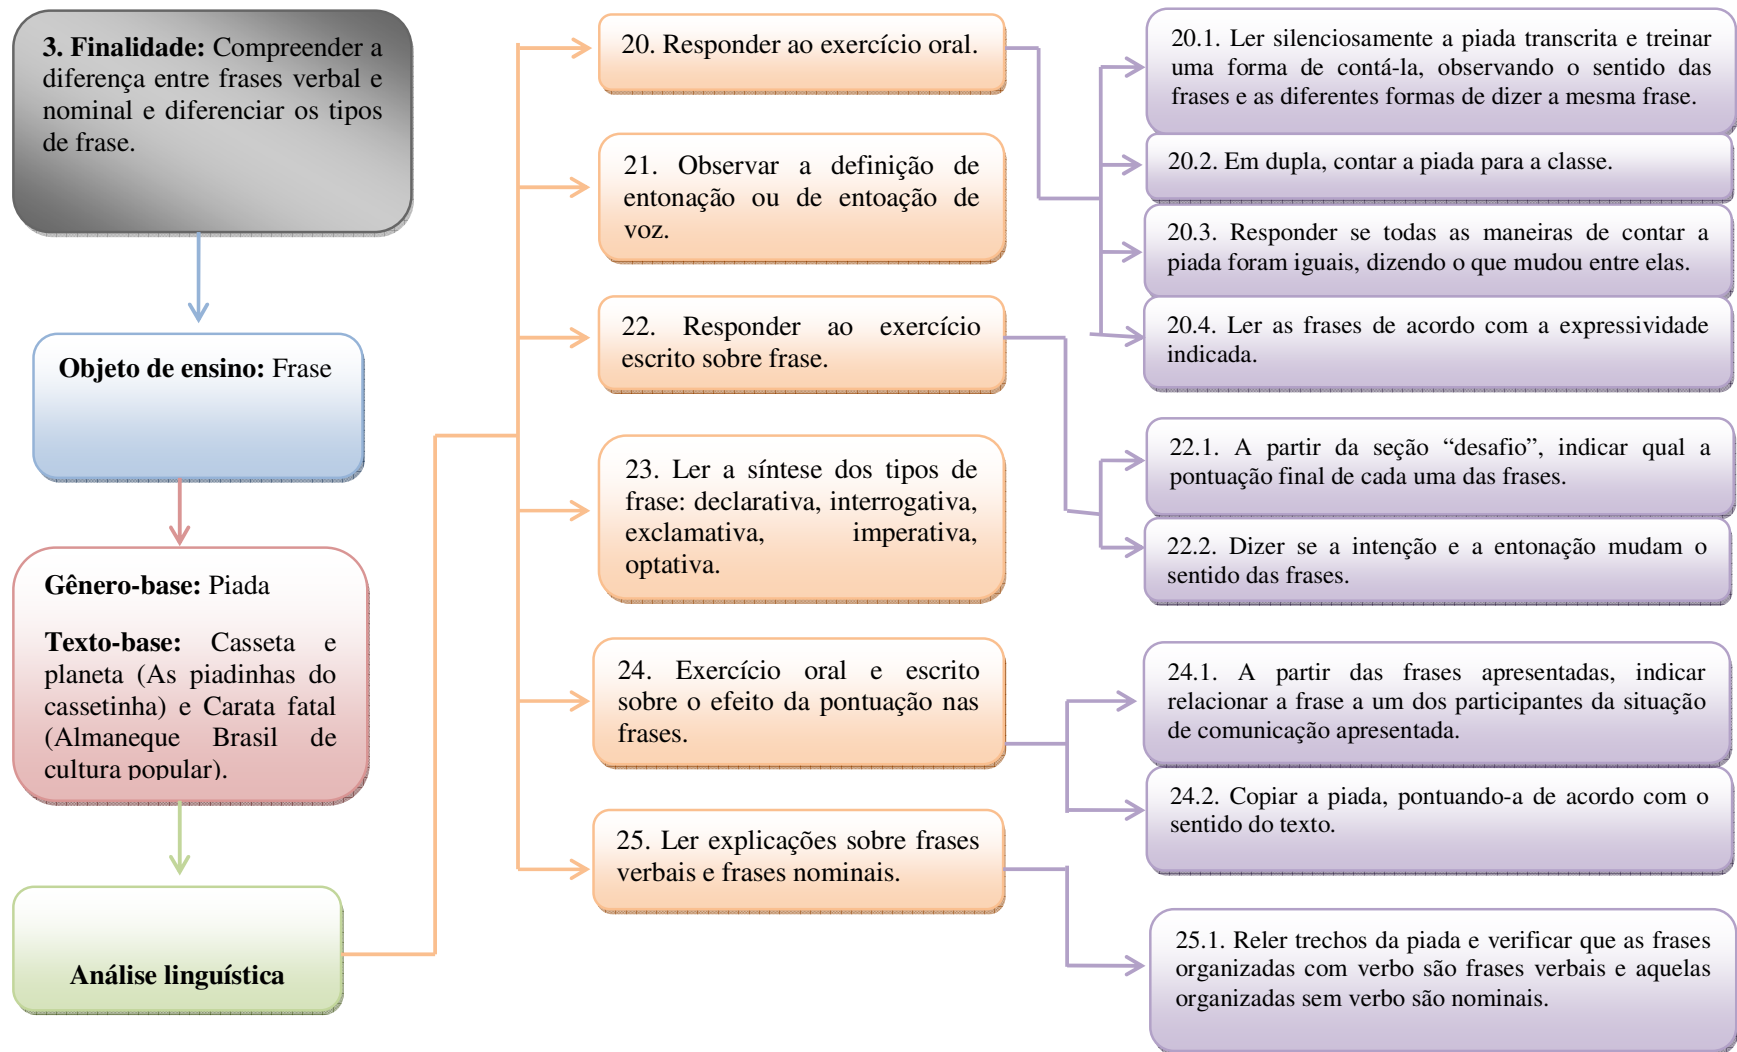 3. Finalidade: Compreender a
diferença entre frases verbal e
nominal e diferenciar os tipos
de frase.
Objeto de ensino: Frase
Gênero-base: Piada
Texto-base: Casseta e
planeta (As piadinhas do
cassetinha) e Carata fatal
(Almaneque Brasil de
cultura popular).
Análise linguística
20. Responder ao exercício oral.
21. Observar a definição de
entonação ou de entoação de
voz.
22. Responder ao exercício
escrito sobre frase.
23. Ler a síntese dos tipos de
frase: declarativa, interrogativa,
exclamativa, imperativa,
optativa.
24. Exercício oral e escrito
sobre o efeito da pontuação nas
frases.
25. Ler explicações sobre frases
verbais e frases nominais.
20.1. Ler silenciosamente a piada transcrita e treinar
uma forma de contá-la, observando o sentido das
frases e as diferentes formas de dizer a mesma frase.
20.2. Em dupla, contar a piada para a classe.
20.3. Responder se todas as maneiras de contar a
piada foram iguais, dizendo o que mudou entre elas.
20.4. Ler as frases de acordo com a expressividade
indicada.
22.1. A partir da seção “desafio”, indicar qual a
pontuação final de cada uma das frases.
22.2. Dizer se a intenção e a entonação mudam o
sentido das frases.
24.1. A partir das frases apresentadas, indicar
relacionar a frase a um dos participantes da situação
de comunicação apresentada.
24.2. Copiar a piada, pontuando-a de acordo com o
sentido do texto.
25.1. Reler trechos da piada e verificar que as frases
organizadas com verbo são frases verbais e aquelas
organizadas sem verbo são nominais.